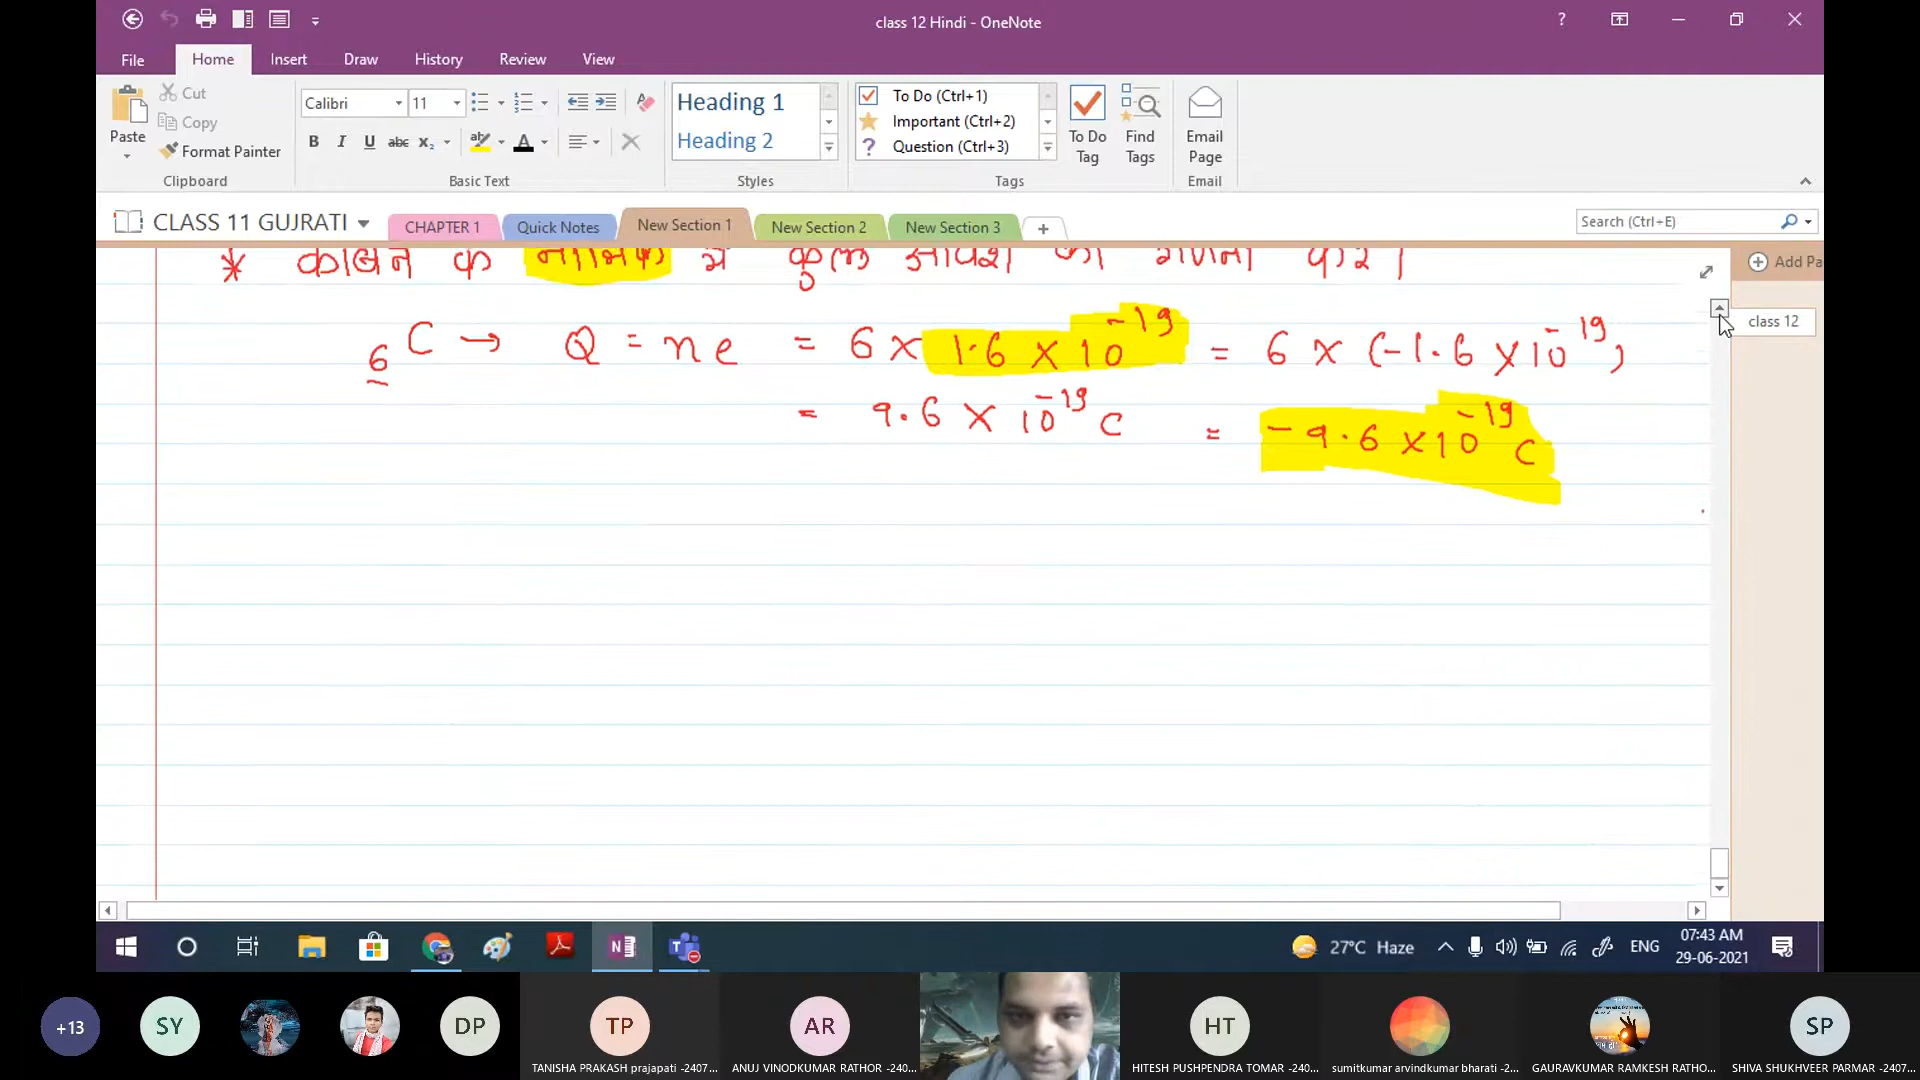 class 12 Hindi - OneNote
File Home Insert Draw History Review View
Cut
Copy
Format Painter
Paste
Clipboard
Calibri 11
B I U abc x₂ A
Basic Text
Heading 1
Heading 2
Styles
To Do (Ctrl+1)
Important (Ctrl+2)
Question (Ctrl+3)
Tags
To Do Tag
Find Tags
Email Page
Email
CLASS 11 GUJRATI CHAPTER 1 Quick Notes New Section 1 New Section 2 New Section 3 +
Search (Ctrl+E)
Add Pa
class 12
₆C → Q = ne = 6 × 1.6 × 10⁻¹⁹ = 6 × (-1.6 × 10⁻¹⁹)
= 9.6 × 10⁻¹⁹ C = -9.6 × 10⁻¹⁹ C
27°C Haze ENG 07:43 AM
29-06-2021
+13 SY DP TP AR HT SP
TANISHA PRAKASH prajapati -2407...
ANUJ VINODKUMAR RATHOR -240...
HITESH PUSHPENDRA TOMAR -240...
sumitkumar arvindkumar bharati -2...
GAURAVKUMAR RAMKESH RATHO...
SHIVA SHUKHVEER PARMAR -2407...